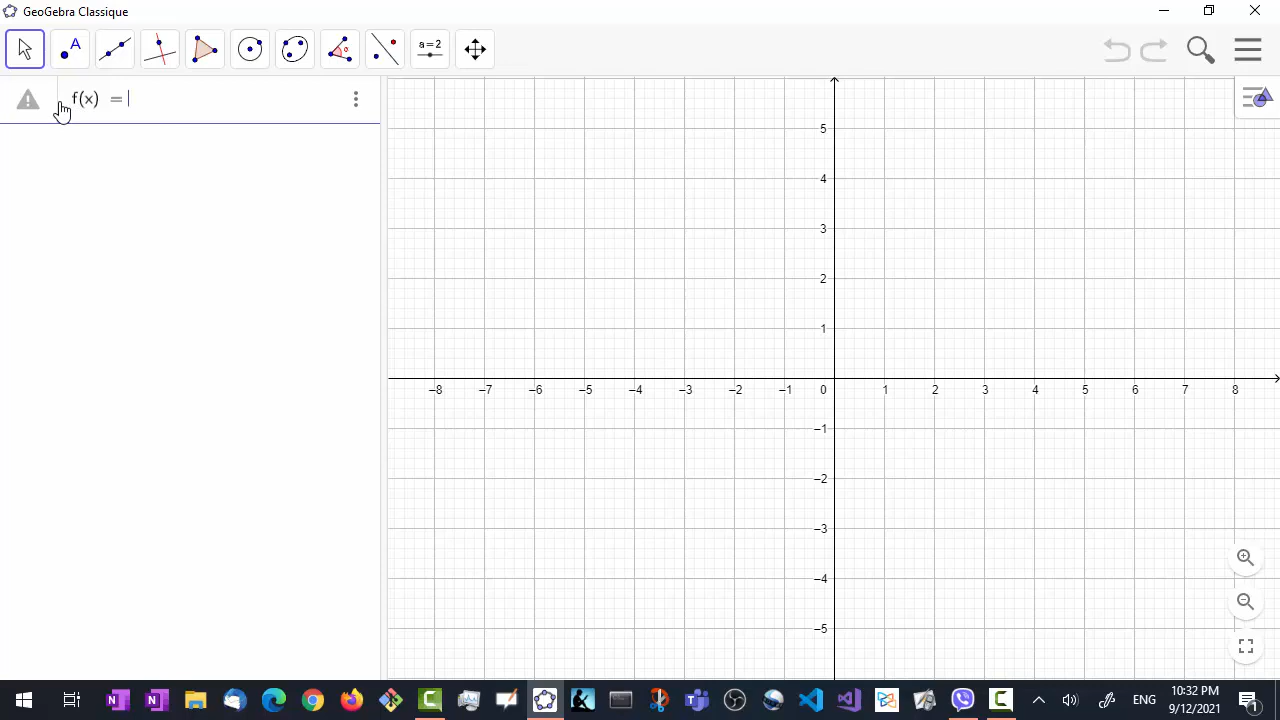 GeoGebra Classique
A
a=2
f(x) =
5
4
3
2
1
−8 −7 −6 −5 −4 −3 −2 −1 0 1 2 3 4 5 6 7 8
−1
−2
−3
−4
−5
ENG
10:32 PM
9/12/2021
1